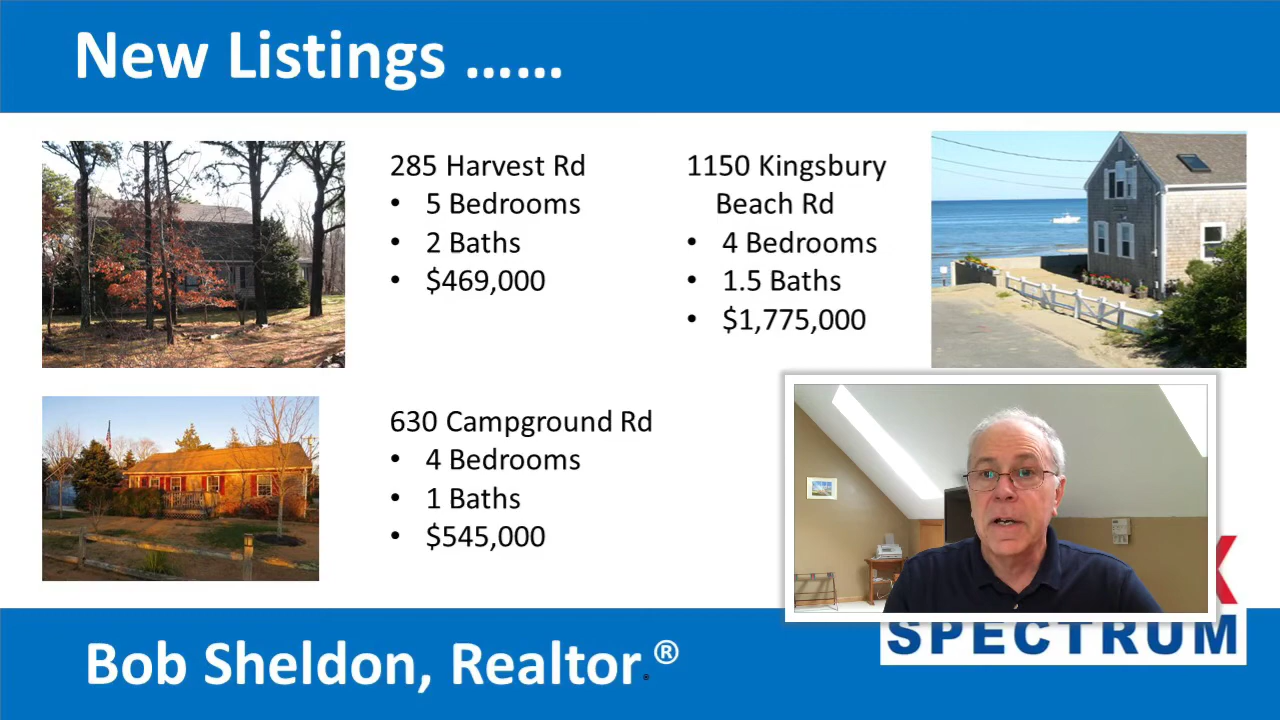 New Listings ......
285 Harvest Rd
• 5 Bedrooms
• 2 Baths
• $469,000
1150 Kingsbury
Beach Rd
• 4 Bedrooms
• 1.5 Baths
• $1,775,000
630 Campground Rd
• 4 Bedrooms
• 1 Baths
• $545,000
Bob Sheldon, Realtor.®
X
SPECTRUM